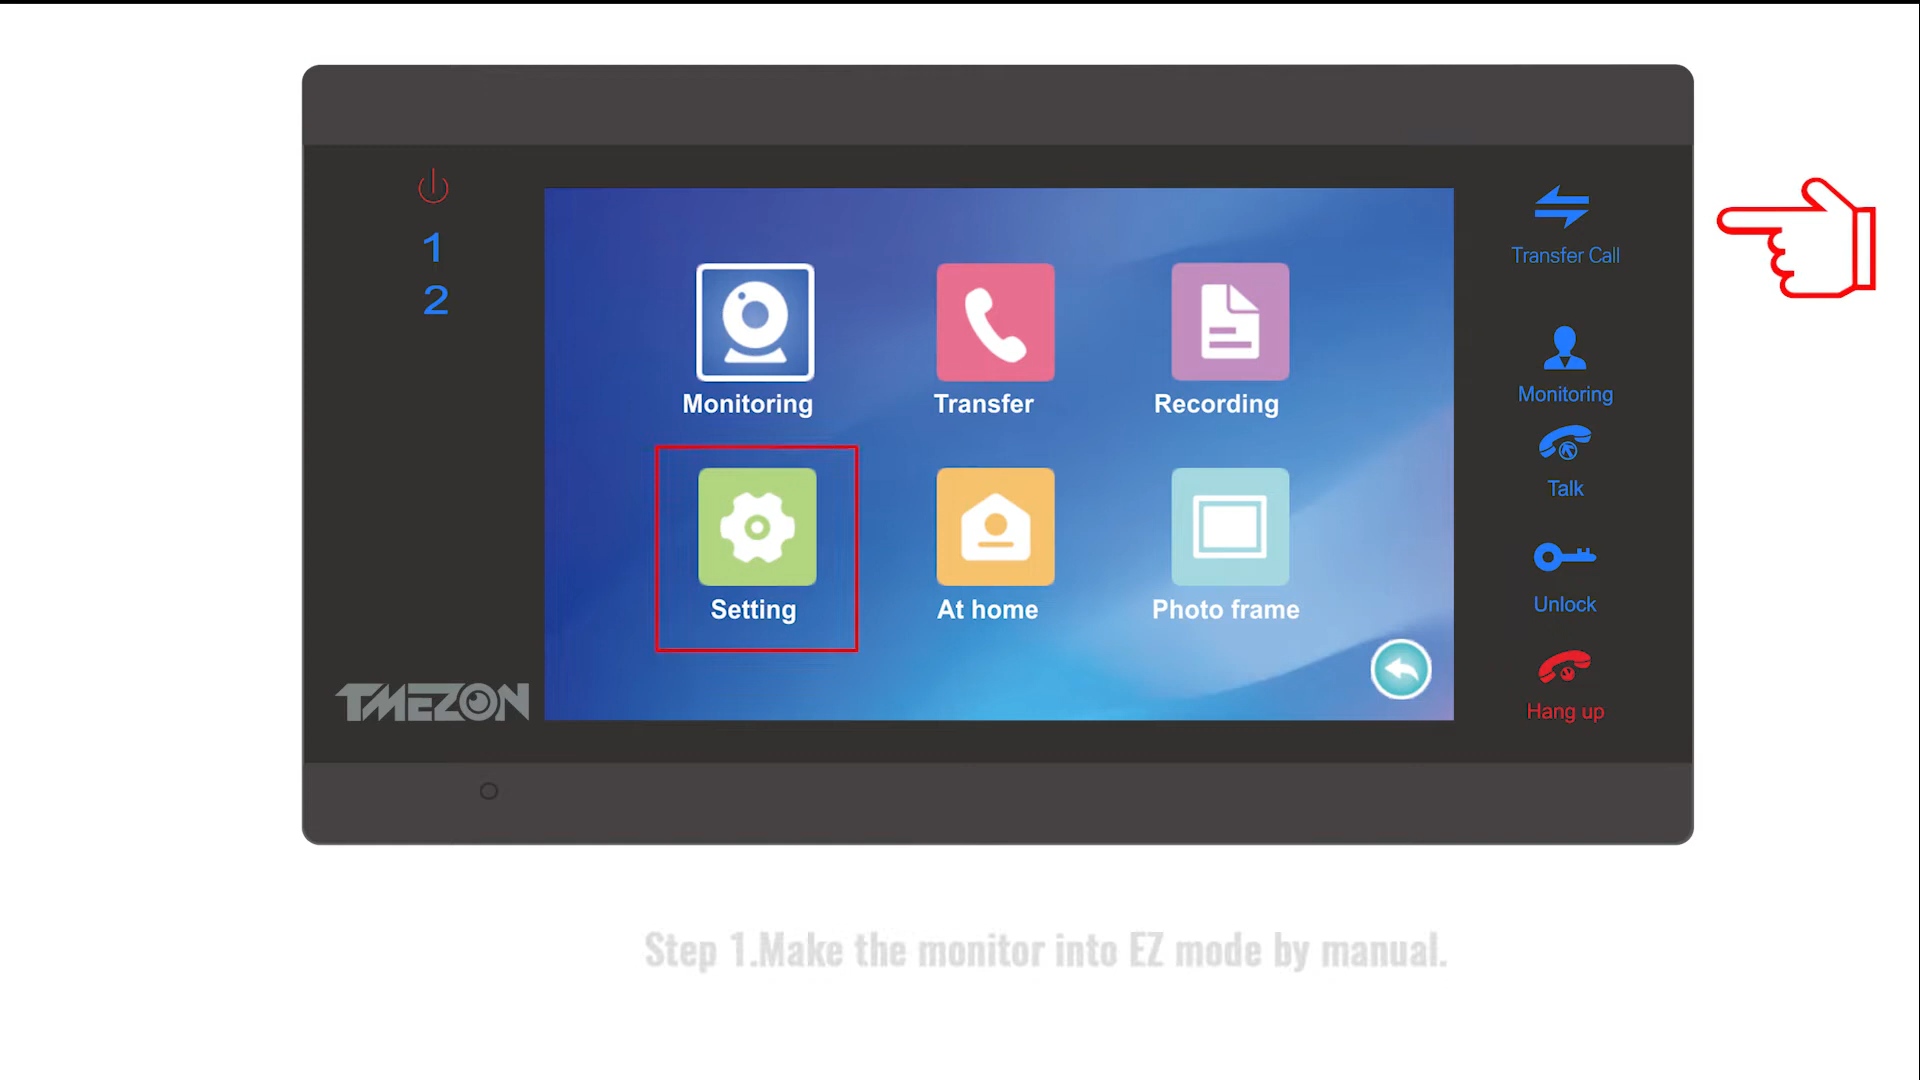 1
2
Transfer Call
Monitoring
Transfer
Recording
Monitoring
Talk
Setting
At home
Photo frame
Unlock
TMEZON
Hang up
Step 1.Make the monitor into EZ mode by manual.